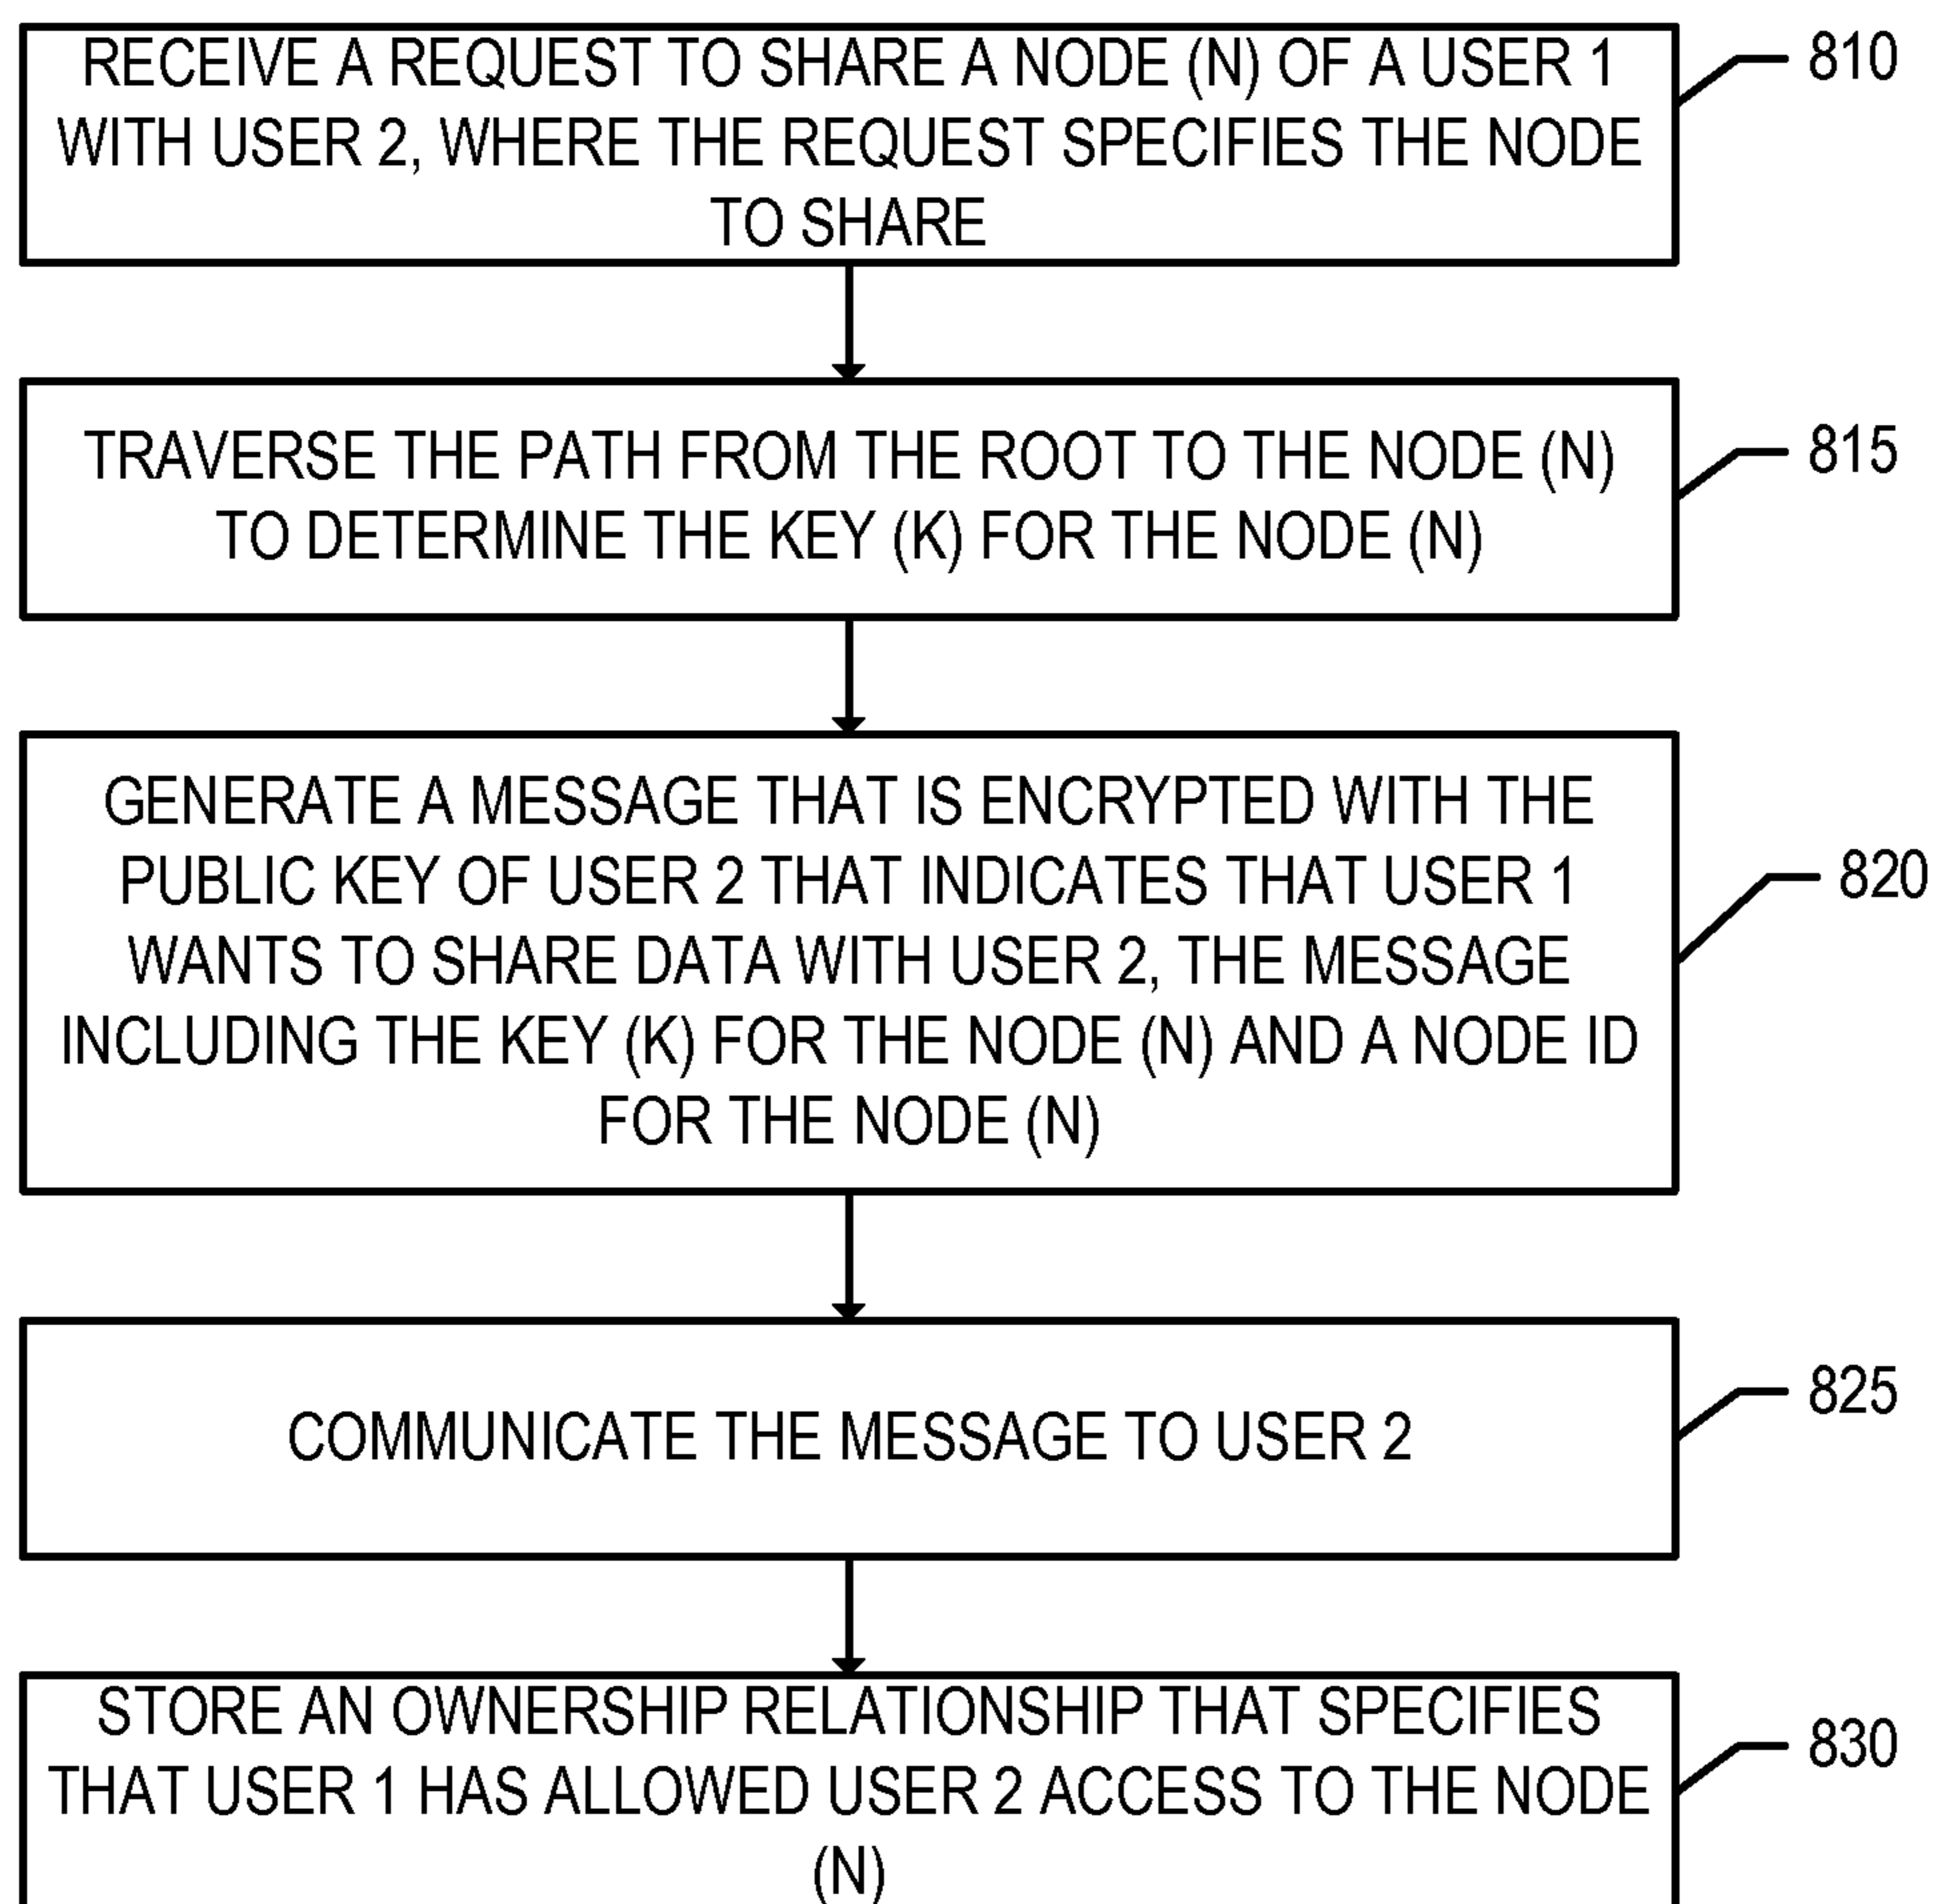 RECEIVE A REQUEST TO SHARE A NODE (N) OF A USER 1
WITH USER 2, WHERE THE REQUEST SPECIFIES THE NODE
TO SHARE
810
TRAVERSE THE PATH FROM THE ROOT TO THE NODE (N)
TO DETERMINE THE KEY (K) FOR THE NODE (N)
815
GENERATE A MESSAGE THAT IS ENCRYPTED WITH THE
PUBLIC KEY OF USER 2 THAT INDICATES THAT USER 1
WANTS TO SHARE DATA WITH USER 2, THE MESSAGE
INCLUDING THE KEY (K) FOR THE NODE (N) AND A NODE ID
FOR THE NODE (N)
820
COMMUNICATE THE MESSAGE TO USER 2
825
STORE AN OWNERSHIP RELATIONSHIP THAT SPECIFIES
THAT USER 1 HAS ALLOWED USER 2 ACCESS TO THE NODE
(N)
830